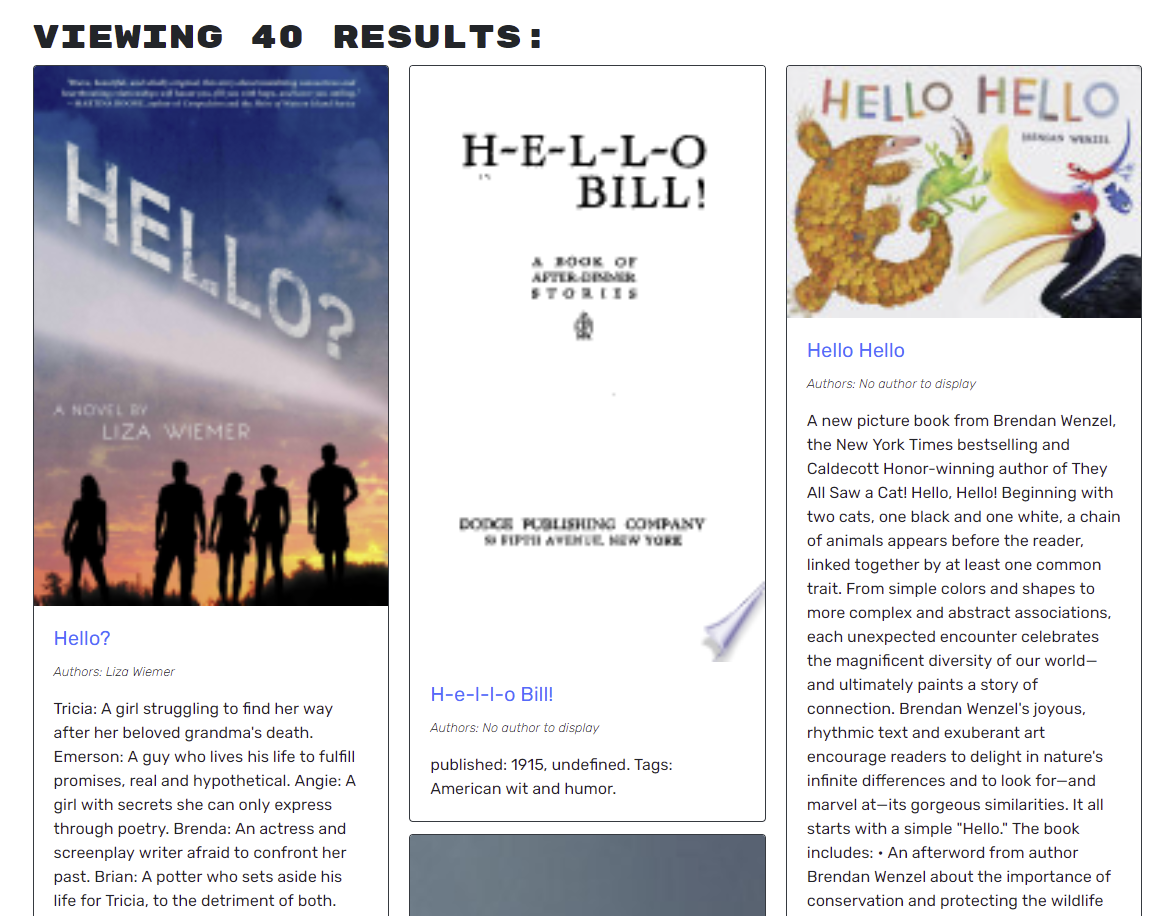 VIEWING 40 RESULTS:
HELLO?
A NOVEL BY
LIZA WIEMER
Hello?
Authors: Liza Wiemer
Tricia: A girl struggling to find her way
after her beloved grandma's death.
Emerson: A guy who lives his life to fulfill
promises, real and hypothetical. Angie: A
girl with secrets she can only express
through poetry. Brenda: An actress and
screenplay writer afraid to confront her
past. Brian: A potter who sets aside his
life for Tricia, to the detriment of both.
H-E-L-L-O
BILL!
A BOOK OF
AFTER-DINNER
STORIES
DODGE PUBLISHING COMPANY
FIFTH AVENUE, NEW YORK
H-e-l-l-o Bill!
Authors: No author to display
published: 1915, undefined. Tags:
American wit and humor.
HELLO HELLO
BRENDAN WENZEL
Hello Hello
Authors: No author to display
A new picture book from Brendan Wenzel,
the New York Times bestselling and
Caldecott Honor-winning author of They
All Saw a Cat! Hello, Hello! Beginning with
two cats, one black and one white, a chain
of animals appears before the reader,
linked together by at least one common
trait. From simple colors and shapes to
more complex and abstract associations,
each unexpected encounter celebrates
the magnificent diversity of our world—
and ultimately paints a story of
connection. Brendan Wenzel's joyous,
rhythmic text and exuberant art
encourage readers to delight in nature's
infinite differences and to look for—and
marvel at—its gorgeous similarities. It all
starts with a simple "Hello." The book
includes: • An afterword from author
Brendan Wenzel about the importance of
conservation and protecting the wildlife